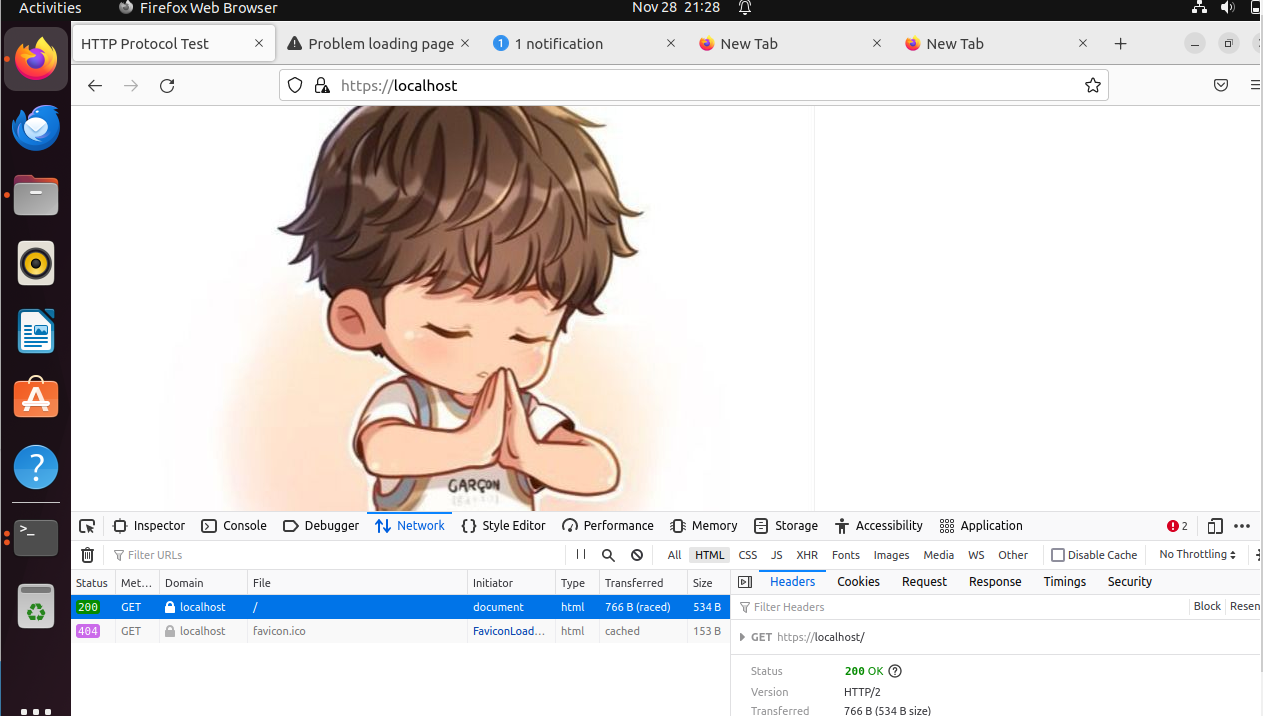 Activities Firefox Web Browser Nov 28 21:28
HTTP Protocol Test Problem loading page 1 1 notification New Tab New Tab
https://localhost
GARÇON
Inspector Console Debugger Network Style Editor Performance Memory Storage Accessibility Application 2
Filter URLs All HTML CSS JS XHR Fonts Images Media WS Other Disable Cache No Throttling
Status Met… Domain File Initiator Type Transferred Size Headers Cookies Request Response Timings Security
200 GET localhost / document html 766 B (raced) 534 B Filter Headers Block Resen
404 GET localhost favicon.ico FaviconLoad… html cached 153 B
GET https://localhost/
Status 200 OK
Version HTTP/2
Transferred 766 B (534 B size)